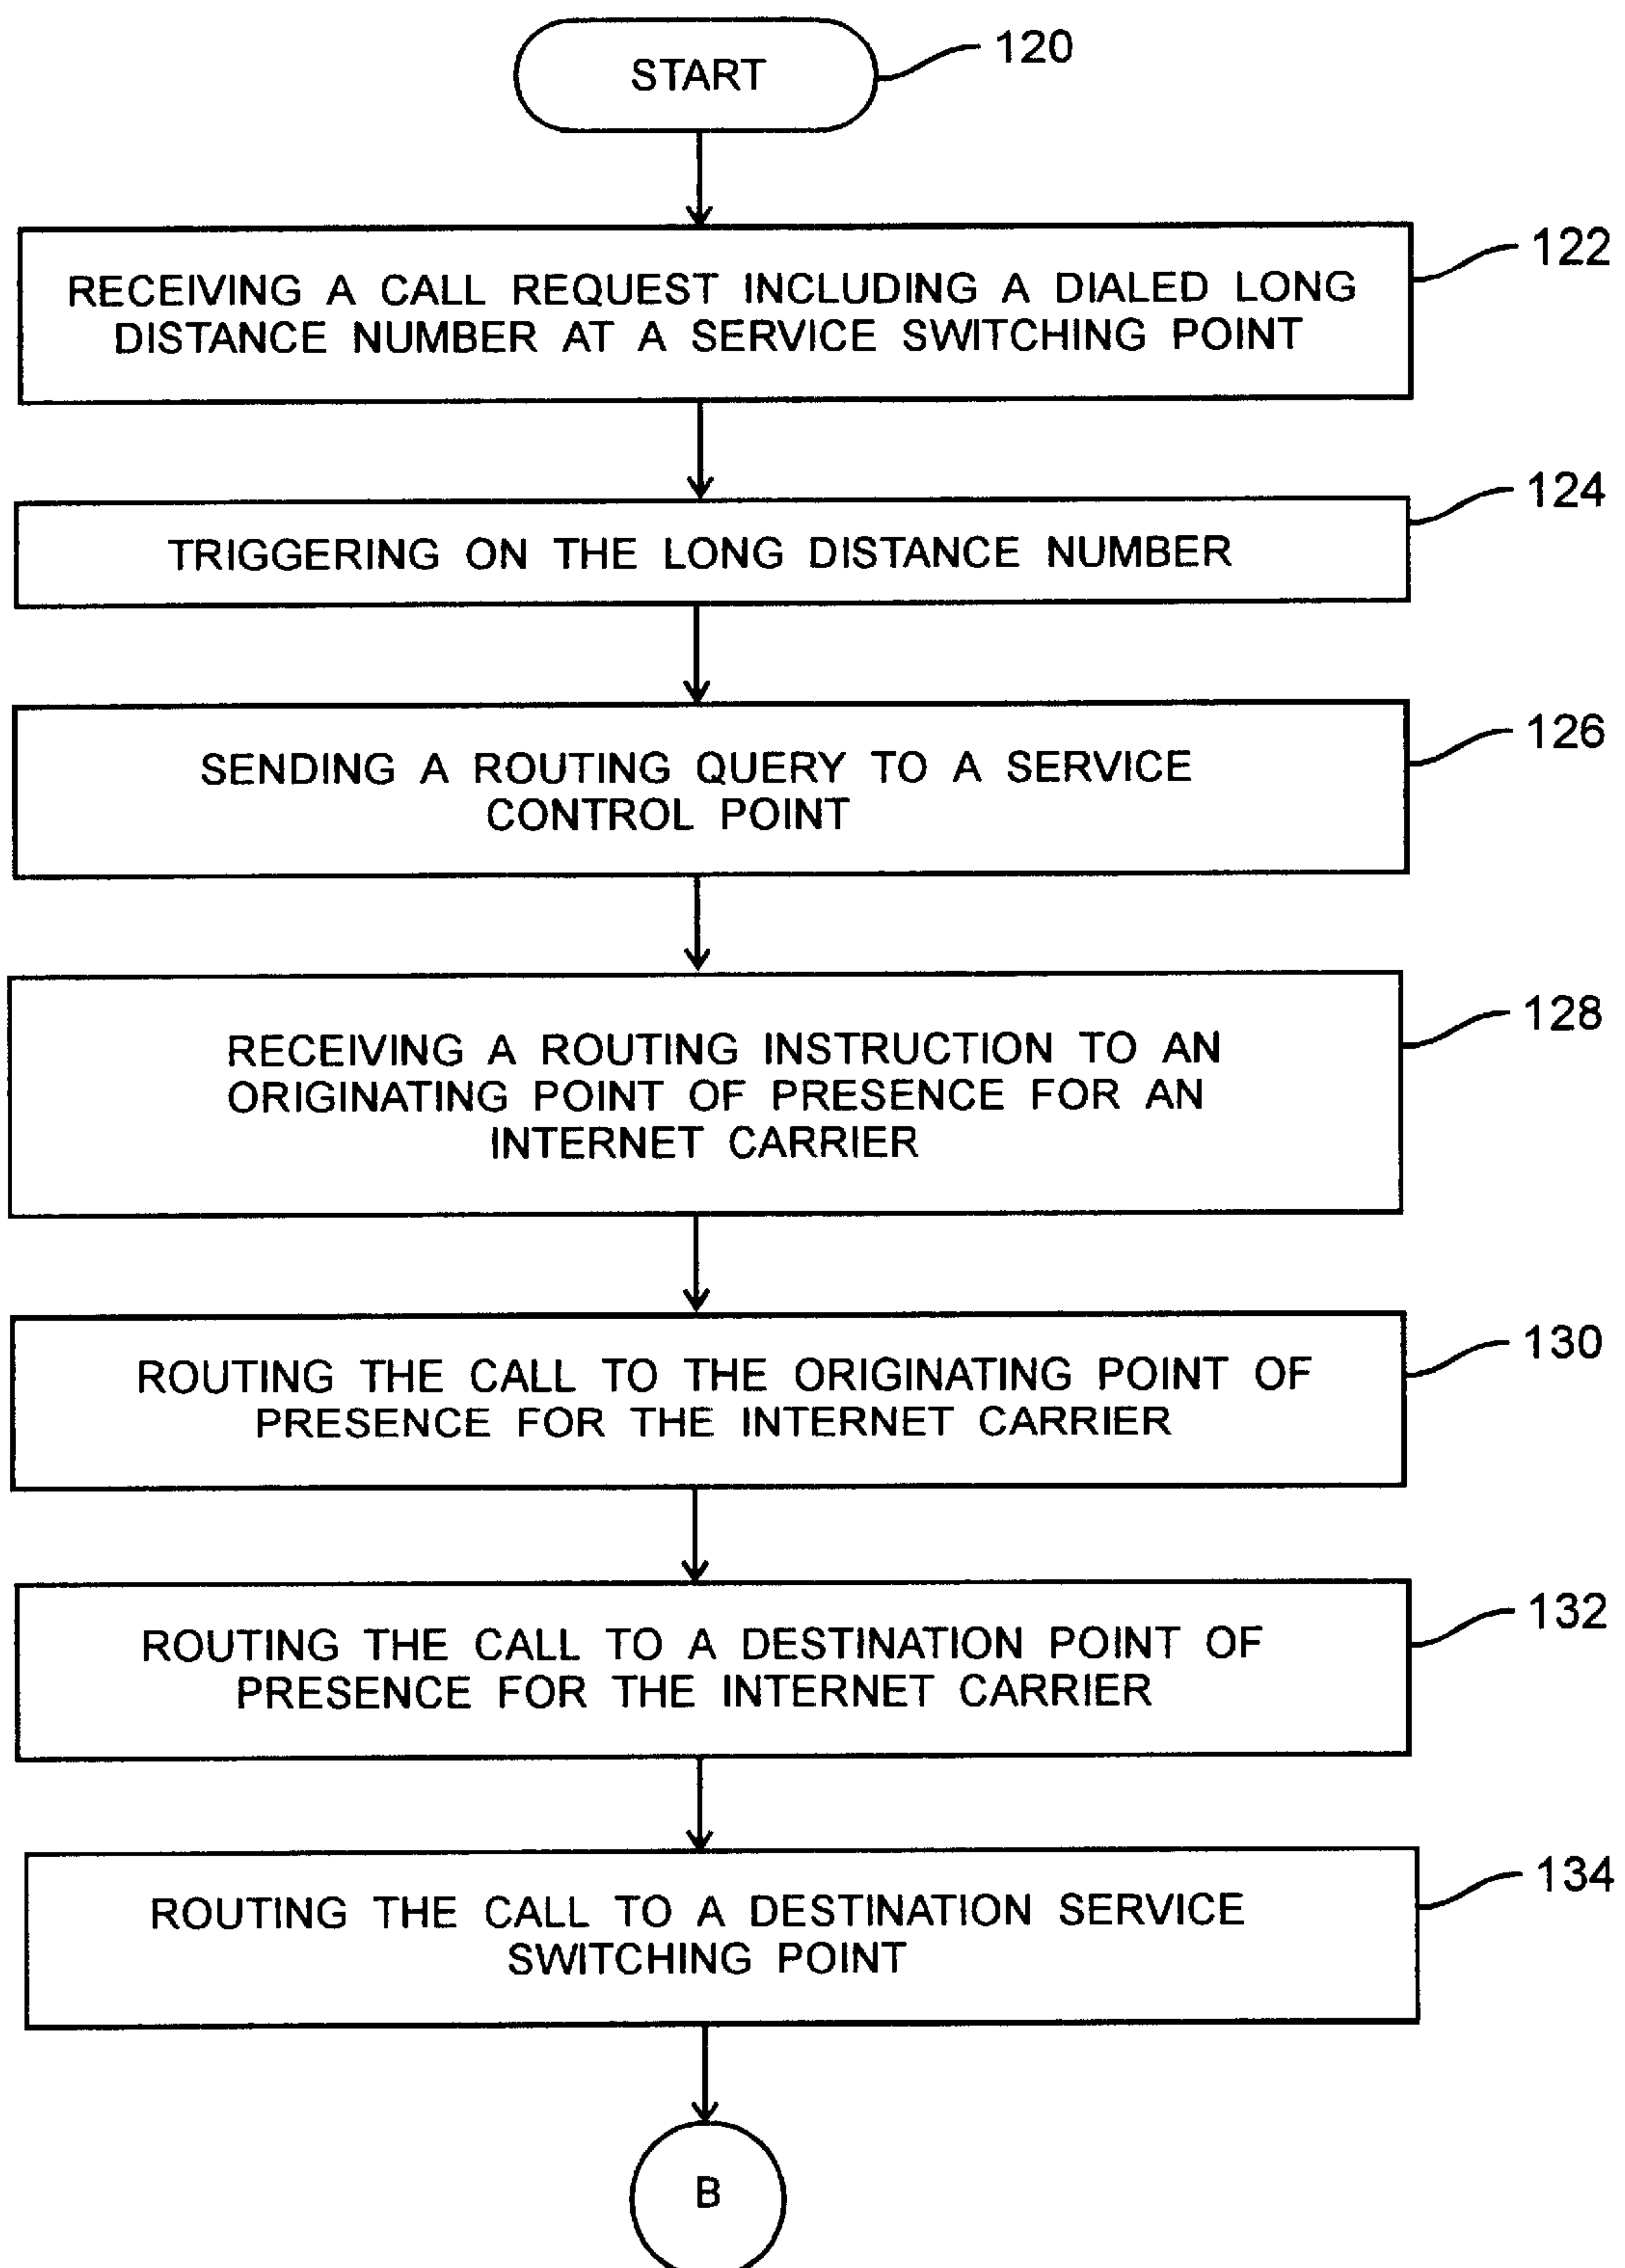 START
120
RECEIVING A CALL REQUEST INCLUDING A DIALED LONG
DISTANCE NUMBER AT A SERVICE SWITCHING POINT
122
TRIGGERING ON THE LONG DISTANCE NUMBER
124
SENDING A ROUTING QUERY TO A SERVICE
CONTROL POINT
126
RECEIVING A ROUTING INSTRUCTION TO AN
ORIGINATING POINT OF PRESENCE FOR AN
INTERNET CARRIER
128
ROUTING THE CALL TO THE ORIGINATING POINT OF
PRESENCE FOR THE INTERNET CARRIER
130
ROUTING THE CALL TO A DESTINATION POINT OF
PRESENCE FOR THE INTERNET CARRIER
132
ROUTING THE CALL TO A DESTINATION SERVICE
SWITCHING POINT
134
B